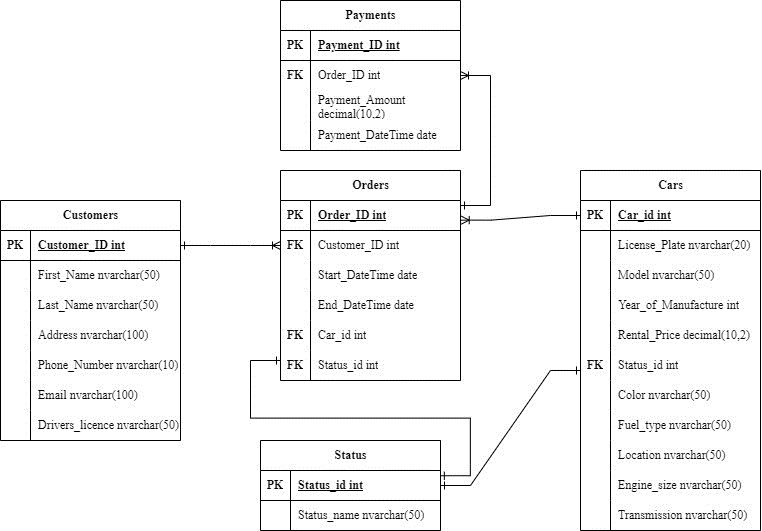 Payments
PK Payment_ID int
FK Order_ID int
Payment_Amount
decimal(10,2)
Payment_DateTime date
Orders
PK Order_ID int
FK Customer_ID int
Start_DateTime date
End_DateTime date
FK Car_id int
FK Status_id int
Cars
PK Car_id int
License_Plate nvarchar(20)
Model nvarchar(50)
Year_of_Manufacture int
Rental_Price decimal(10,2)
FK Status_id int
Color nvarchar(50)
Fuel_type nvarchar(50)
Location nvarchar(50)
Engine_size nvarchar(50)
Transmission nvarchar(50)
Customers
PK Customer_ID int
First_Name nvarchar(50)
Last_Name nvarchar(50)
Address nvarchar(100)
Phone_Number nvarchar(10)
Email nvarchar(100)
Drivers_licence nvarchar(50)
Status
PK Status_id int
Status_name nvarchar(50)